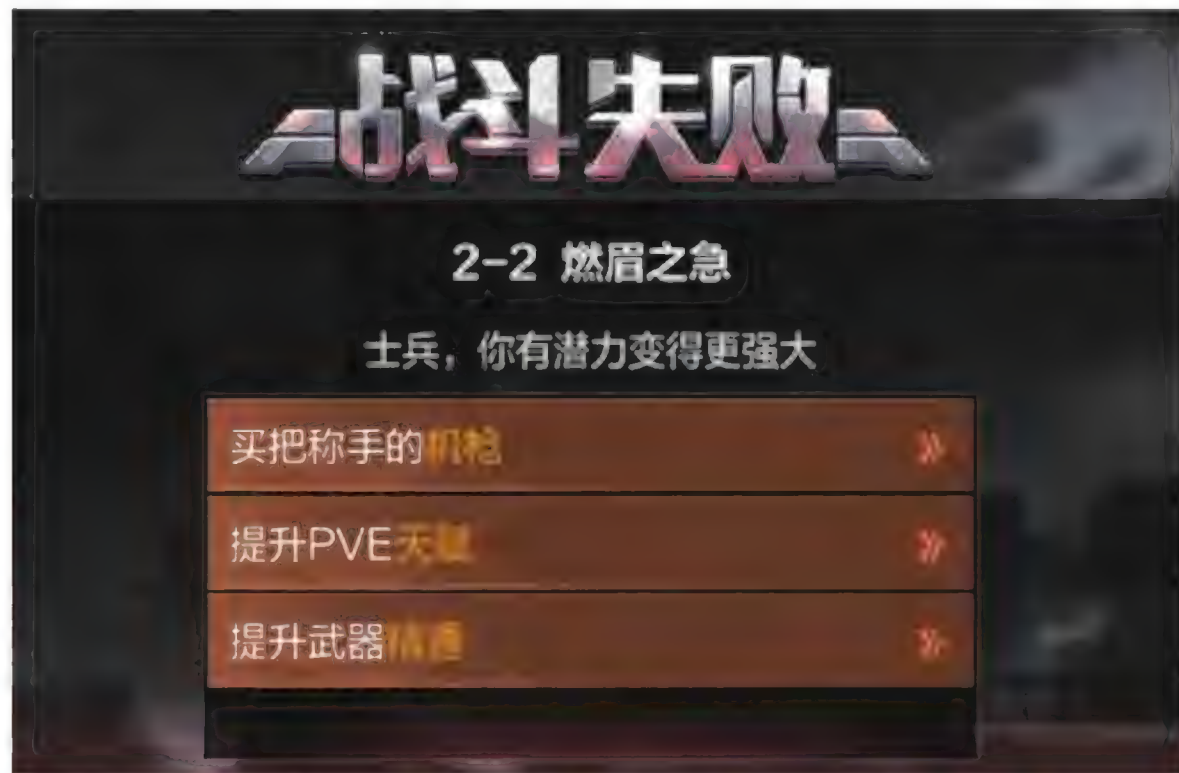 战斗失败
2-2 燃眉之急
士兵，你有潜力变得更强大
买把称手的机枪
提升PVE天赋
提升武器精通